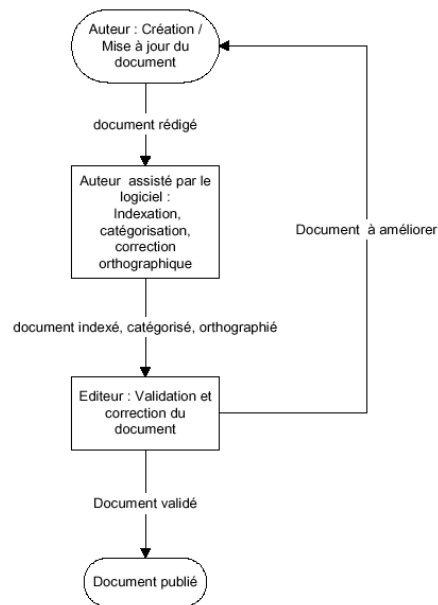 Auteur : Création /
Mise à jour du
document
document rédigé
Auteur assisté par le
logiciel :
Indexation,
catégorisation,
correction
orthographique
Document à améliorer
document indexé, catégorisé, orthographié
Editeur : Validation et
correction du
document
Document validé
Document publié